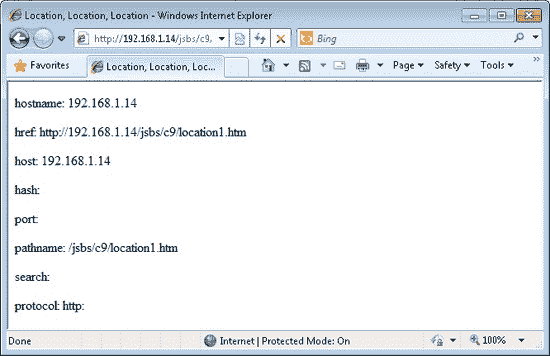 Location, Location, Location - Windows Internet Explorer
http://192.168.1.14/jsbs/c9,
Bing
Favorites
Location, Location, Loc...
Page
Safety
Tools
hostname: 192.168.1.14
href: http://192.168.1.14/jsbs/c9/location1.htm
host: 192.168.1.14
hash:
port:
pathname: /jsbs/c9/location1.htm
search:
protocol: http:
Done
Internet | Protected Mode: On
100%